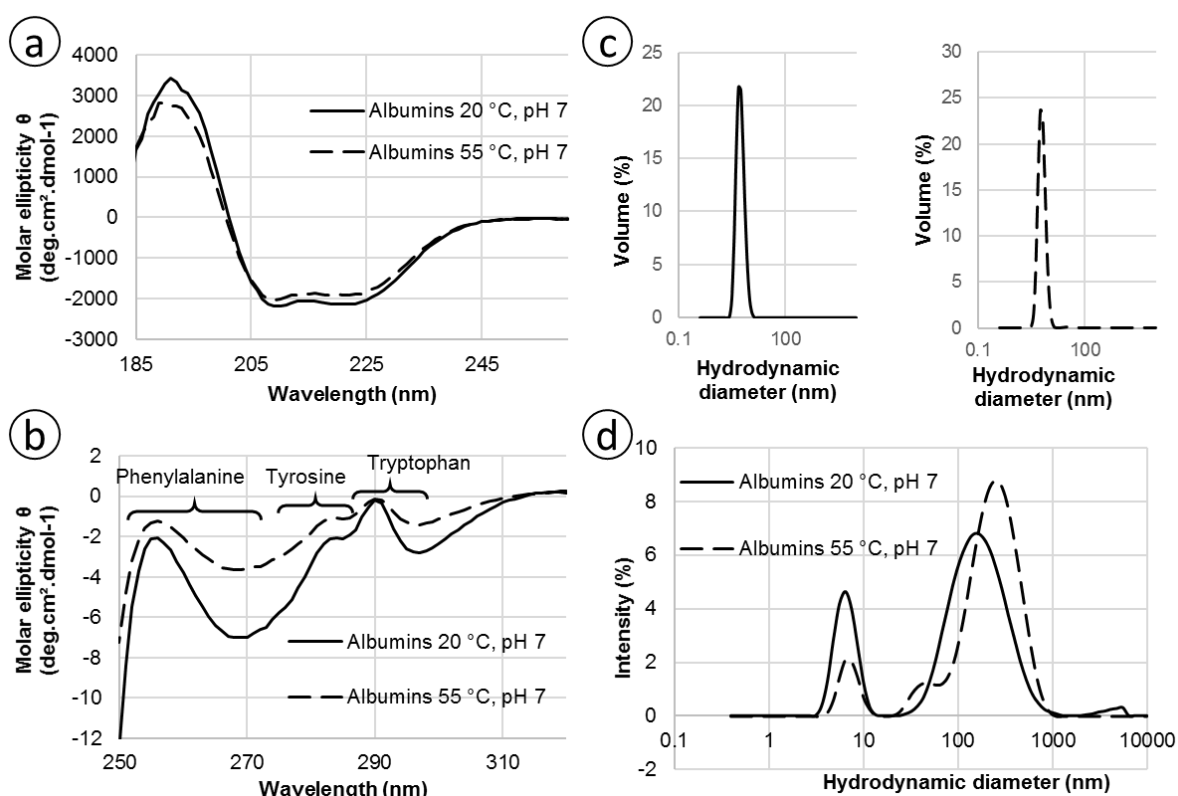 a
Molar ellipticity θ
(deg.cm².dmol-1)
4000
3000
2000
1000
0
-1000
-2000
-3000
185
205
225
245
Wavelength (nm)
Albumins 20 °C, pH 7
Albumins 55 °C, pH 7
c
Volume (%)
25
20
15
10
5
0
0.1
100
Hydrodynamic
diameter (nm)
Volume (%)
30
25
20
15
10
5
0
0.1
100
Hydrodynamic
diameter (nm)
b
Molar ellipticity θ
(deg.cm².dmol-1)
2
0
-2
-4
-6
-8
-10
-12
250
270
290
310
Wavelength (nm)
Phenylalanine
Tyrosine
Tryptophan
Albumins 20 °C, pH 7
Albumins 55 °C, pH 7
d
Intensity (%)
10
8
6
4
2
0
-2
0.1
1
10
100
1000
10000
Hydrodynamic diameter (nm)
Albumins 20 °C, pH 7
Albumins 55 °C, pH 7